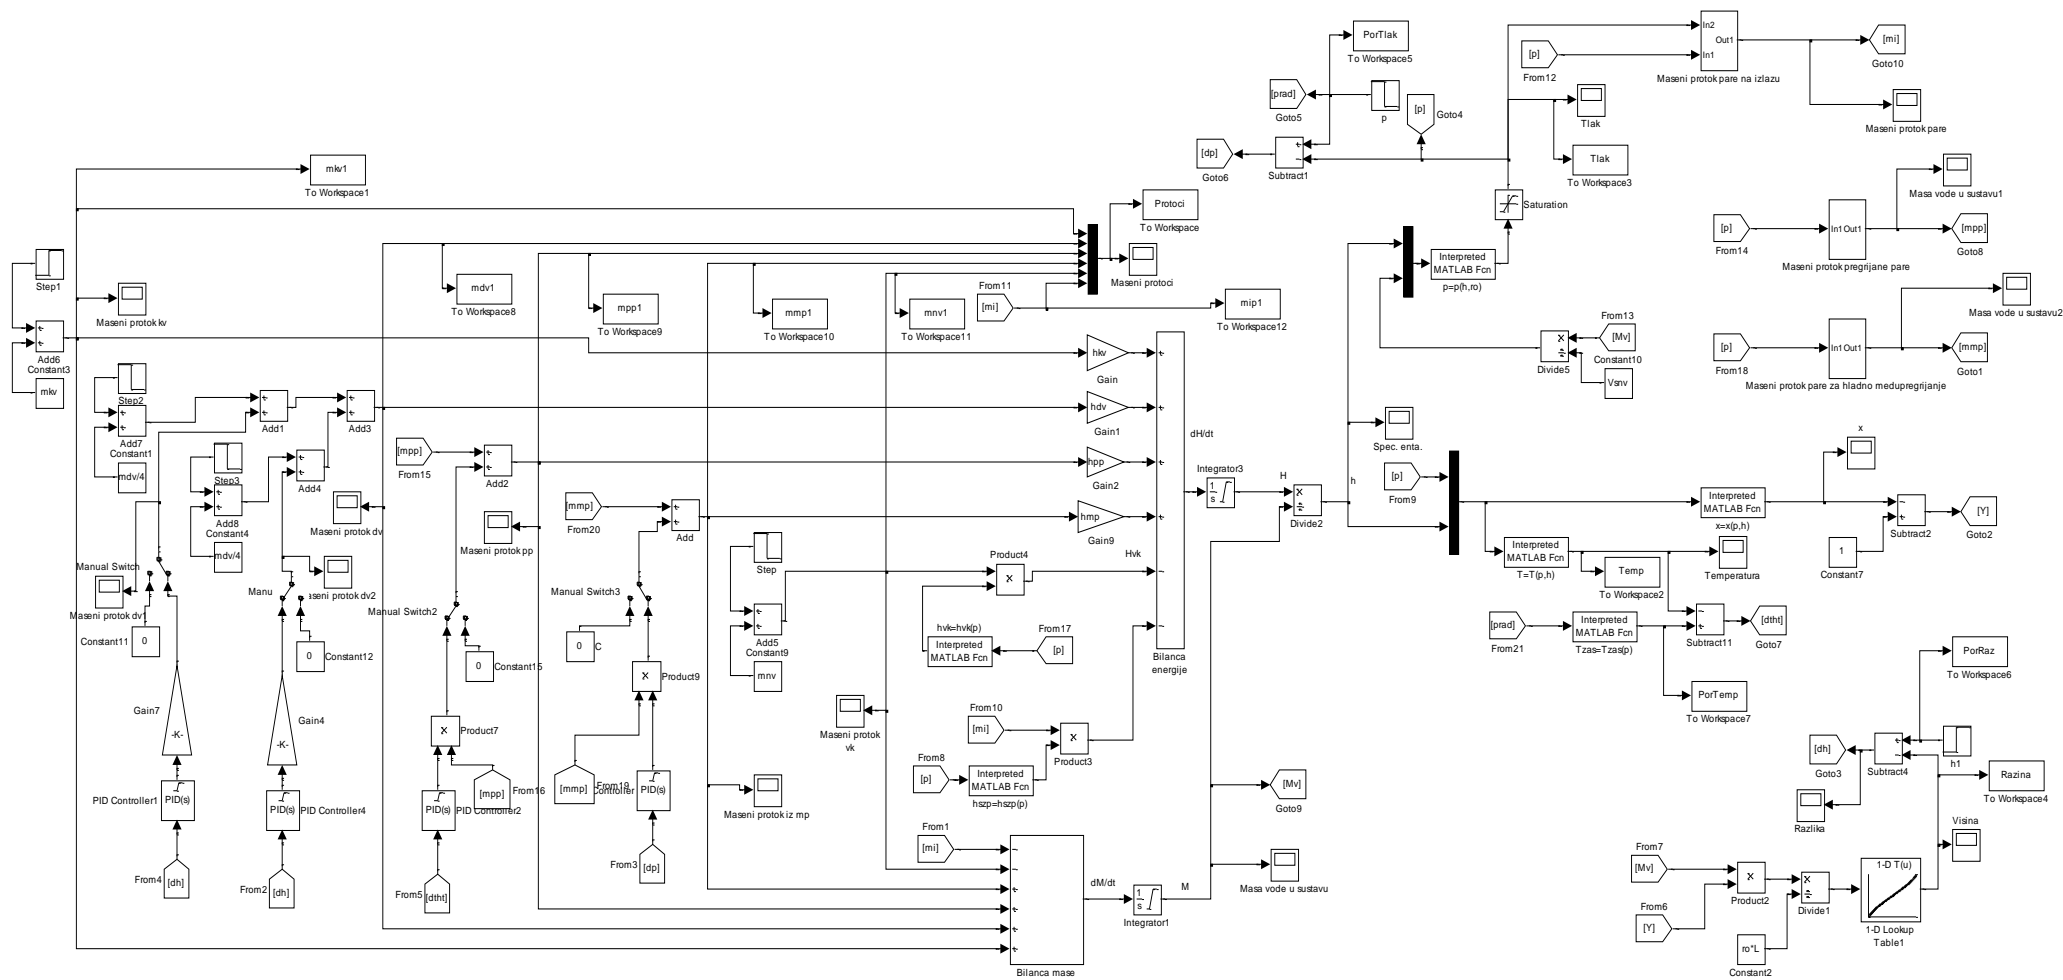 PorTlak
To Workspace5
[prad]
Goto5
p
[p]
Goto4
[dp]
Goto6
Subtract1
Tlak
Tlak
To Workspace3
Saturation
[p]
From12
In2
In1
Out1
Maseni protok pare na izlazu
[mi]
Goto10
Maseni protok pare
Masa vode u sustavu1
[p]
From14
In1 Out1
Maseni protok pregrijane pare
[mpp]
Goto8
Masa vode u sustavu2
[p]
From18
In1 Out1
Maseni protok pare za hladno medupregrijanje
[mmp]
Goto1
mkv1
To Workspace1
Protoci
To Workspace
Maseni protoci
mdv1
To Workspace8
mpp1
To Workspace9
mmp1
To Workspace10
mnv1
To Workspace11
From11
[mi]
mip1
To Workspace12
Interpreted
MATLAB Fcn
p=p(h,ro)
From13
[Mv]
Constant10
Vsnv
Divide5
Step1
Maseni protok kv
Add6
Constant3
mkv
Step2
Add7
Constant1
mdv/4
Add1
Add3
Step3
Add8
Constant4
mdv/4
Add4
Maseni protok dv
Manual Switch
Maseni protok dv1
Constant11
0
Gain7
-K-
PID Controller1
PID(s)
From4
[dh]
Manu
aseni protok dv2
0
Constant12
Gain4
-K-
PID(s)
PID Controller4
From2
[dh]
[mpp]
From15
Add2
Maseni protok pp
Manual Switch2
0
Constant15
Product7
x
PID(s)
PID Controller2
[mpp]
From16
From5
[dtht]
[mmp]
From20
Add
Manual Switch3
0
C
x
Product9
[mmp]
From19
Controller
PID(s)
From3
[dp]
Maseni protok iz mp
Step
Add5
Constant9
mnv
Maseni protok
vk
hkv
Gain
hdv
Gain1
hpp
Gain2
hmp
Gain9
Product4
x
Hvk
hvk=hvk(p)
Interpreted
MATLAB Fcn
From17
[p]
Bilanca
energije
From10
[mi]
From8
[p]
Interpreted
MATLAB Fcn
hszp=hszp(p)
x
Product3
dH/dt
Integrator3
1
s
H
Divide2
h
Spec. enta.
[p]
From9
Interpreted
MATLAB Fcn
x=x(p,h)
x
1
Constant7
Subtract2
[Y]
Goto2
Interpreted
MATLAB Fcn
T=T(p,h)
Temp
To Workspace2
Temperatura
[prad]
From21
Interpreted
MATLAB Fcn
Tzas=Tzas(p)
Subtract11
[dtht]
Goto7
PorTemp
To Workspace7
PorRaz
To Workspace6
[dh]
Goto3
Subtract4
h1
Razina
To Workspace4
Razlika
Visina
From7
[Mv]
From6
[Y]
x
Product2
Divide1
ro*L
Constant2
1-D T(u)
1-D Lookup
Table1
[Mv]
Goto9
Masa vode u sustavu
From1
[mi]
Bilanca mase
dM/dt
1
s
Integrator1
M